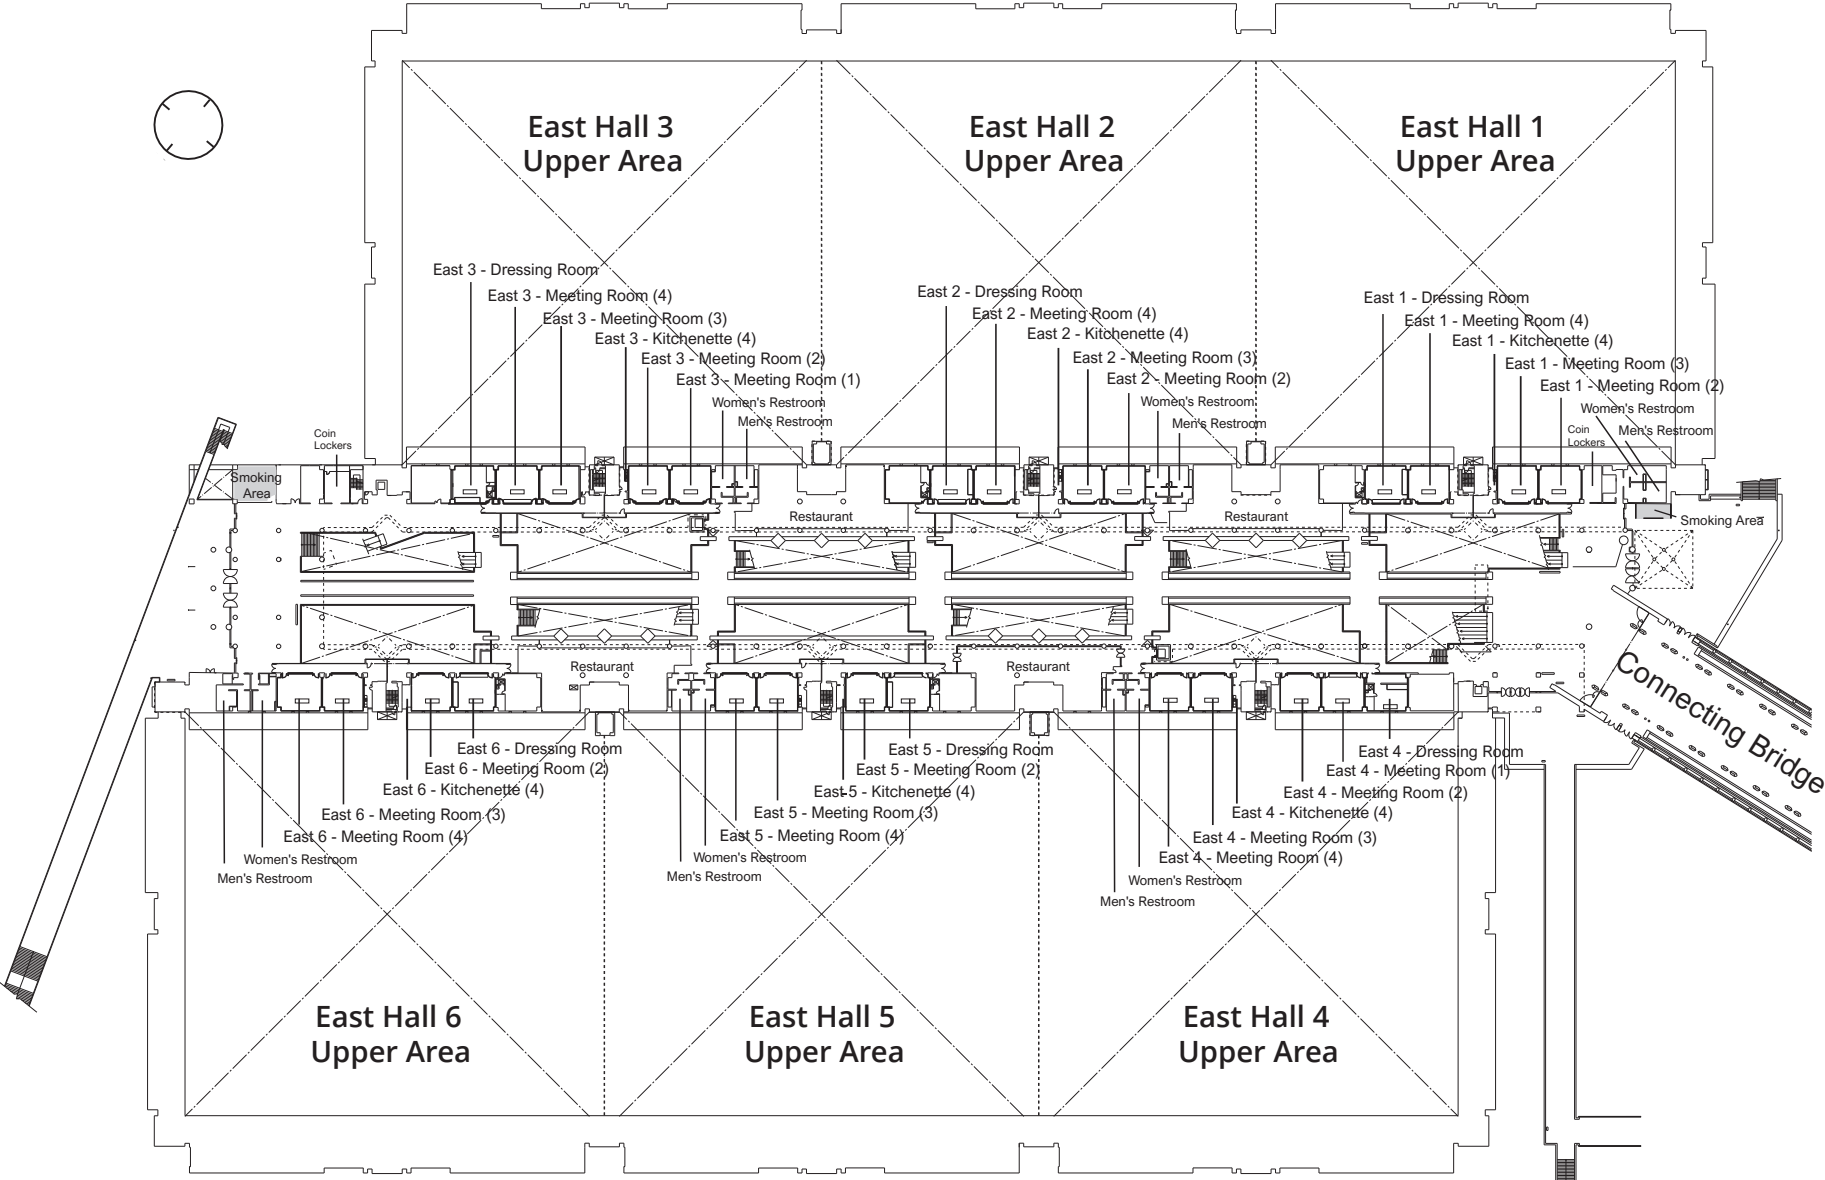 East Hall 3
Upper Area
East Hall 2
Upper Area
East Hall 1
Upper Area
East 3 - Dressing Room
East 3 - Meeting Room (4)
East 3 - Meeting Room (3)
East 3 - Kitchenette (4)
East 3 - Meeting Room (2)
East 3 - Meeting Room (1)
Women's Restroom
Men's Restroom
East 2 - Dressing Room
East 2 - Meeting Room (4)
East 2 - Kitchenette (4)
East 2 - Meeting Room (3)
East 2 - Meeting Room (2)
Women's Restroom
Men's Restroom
East 1 - Dressing Room
East 1 - Meeting Room (4)
East 1 - Kitchenette (4)
East 1 - Meeting Room (3)
East 1 - Meeting Room (2)
Women's Restroom
Men's Restroom
Coin
Lockers
Coin
Lockers
Smoking
Area
Restaurant
Restaurant
Smoking Area
Restaurant
Restaurant
Connecting Bridge
East 6 - Dressing Room
East 6 - Meeting Room (2)
East 6 - Kitchenette (4)
East 6 - Meeting Room (3)
East 6 - Meeting Room (4)
Women's Restroom
Men's Restroom
East 5 - Dressing Room
East 5 - Meeting Room (2)
East 5 - Kitchenette (4)
East 5 - Meeting Room (3)
East 5 - Meeting Room (4)
Women's Restroom
Men's Restroom
East 4 - Dressing Room
East 4 - Meeting Room (1)
East 4 - Meeting Room (2)
East 4 - Kitchenette (4)
East 4 - Meeting Room (3)
East 4 - Meeting Room (4)
Women's Restroom
Men's Restroom
East Hall 6
Upper Area
East Hall 5
Upper Area
East Hall 4
Upper Area